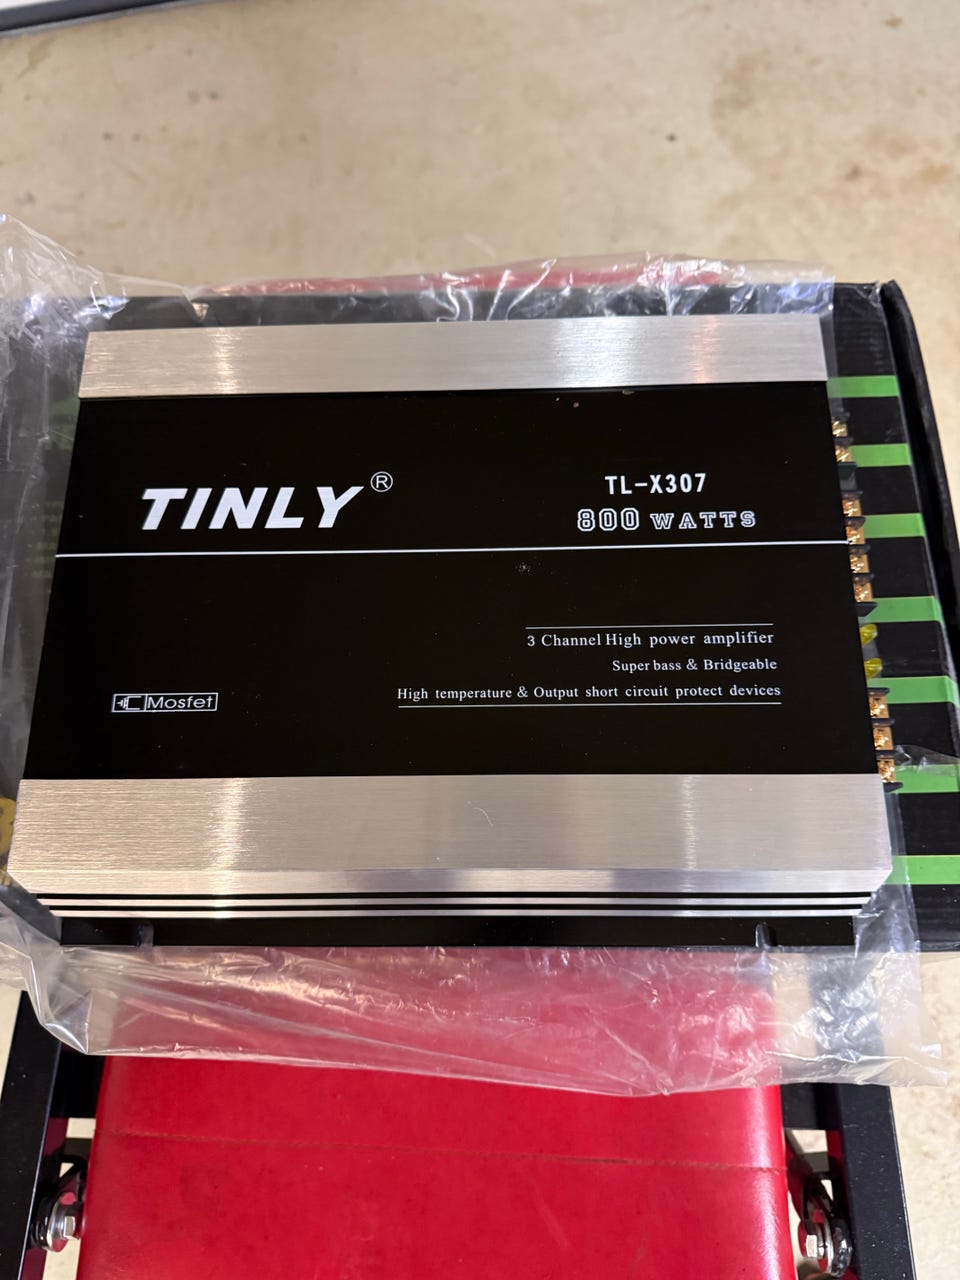 TINLY®
TL-X307
800 WATTS
3 Channel High power amplifier
Super bass & Bridgeable
High temperature & Output short circuit protect devices
Mosfet